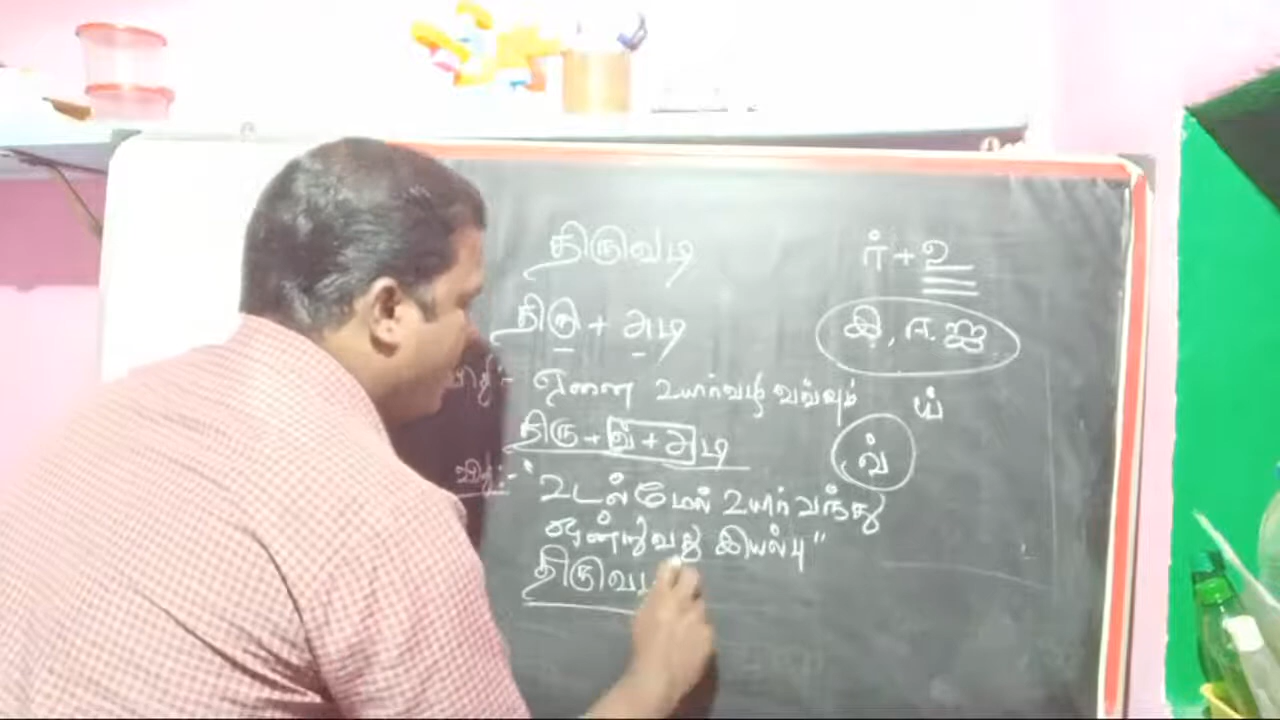 திருவடி
திரு + அடி
விதி:- ஏனை உயிர்வழி வவ்வும்
திரு + வ் + அடி
விதி:- "உடல்மேல் உயிர் வந்து
ஒன்றுவது இயல்பு"
திருவடி
ர் + உ
இ, ஈ, ஐ
ய்
வ்